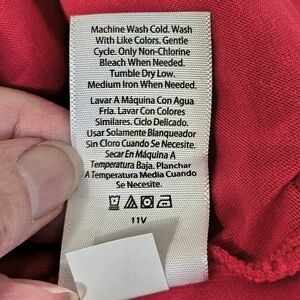 Machine Wash Cold. Wash
With Like Colors. Gentle
Cycle. Only Non-Chlorine
Bleach When Needed.
Tumble Dry Low.
Medium Iron When Needed.
Lavar A Máquina Con Agua
Fría. Lavar Con Colores
Similares. Ciclo Delicado.
Usar Solamente Blanqueador
Sin Cloro Cuando Se Necesite.
Secar En Máquina A
Temperatura Baja. Planchar
A Temperatura Media Cuando
Se Necesite.
11V